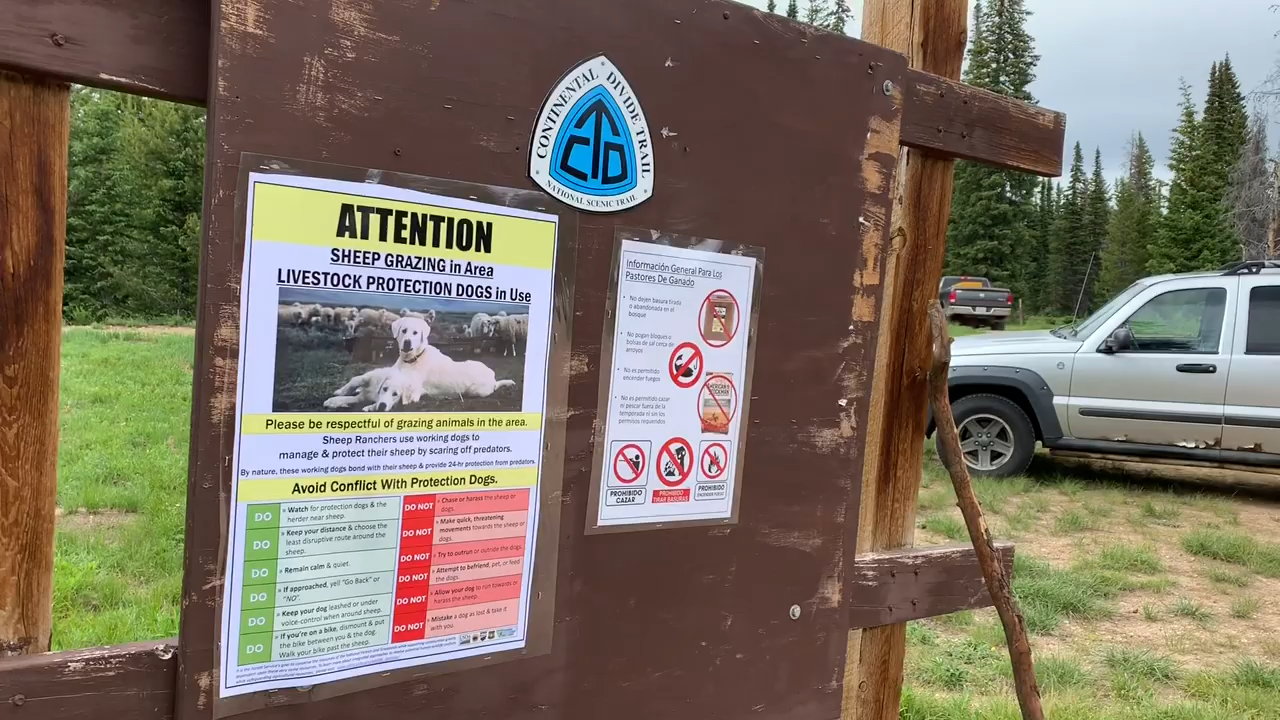 CONTINENTAL DIVIDE TRAIL
CDT
NATIONAL SCENIC TRAIL
ATTENTION
SHEEP GRAZING in Area
LIVESTOCK PROTECTION DOGS in Use
Please be respectful of grazing animals in the area.
Sheep Ranchers use working dogs to
manage & protect their sheep by scaring off predators.
By nature, these working dogs bond with their sheep & provide 24-hr protection from predators.
Avoid Conflict With Protection Dogs.
DO » Watch for protection dogs & the
herder near sheep.
DO » Keep your distance & choose the
least disruptive route around the
sheep.
DO » Remain calm & quiet.
DO » If approached, yell "Go Back" or
"NO".
DO » Keep your dog leashed or under
voice-control when around sheep.
DO » If you're on a bike, dismount & put
the bike between you & the dog.
Walk your bike past the sheep.
DO NOT » Chase or harass the sheep or
dogs.
DO NOT » Make quick, threatening
movements towards the sheep or
dogs.
DO NOT » Try to outrun or outride the dogs.
DO NOT » Attempt to befriend, pet, or feed
the dogs.
DO NOT » Allow your dog to run towards or
harass the sheep.
DO NOT » Mistake a dog as lost & take it
with you.
Información General Para Los
Pastores De Ganado
• No dejen basura tirada
o abandonada en el
bosque
• No pogan bloques o
bolsas de sal cerca de
arroyos
• No es permitido
encender fuegos
• No es permitido cazar
ni pescar fuera de la
temporada ni sin los
permisos requeridos
PROHIBIDO
CAZAR
PROHIBIDO
TIRAR BASURAS
PROHIBIDO
ENCENDER FUEGO